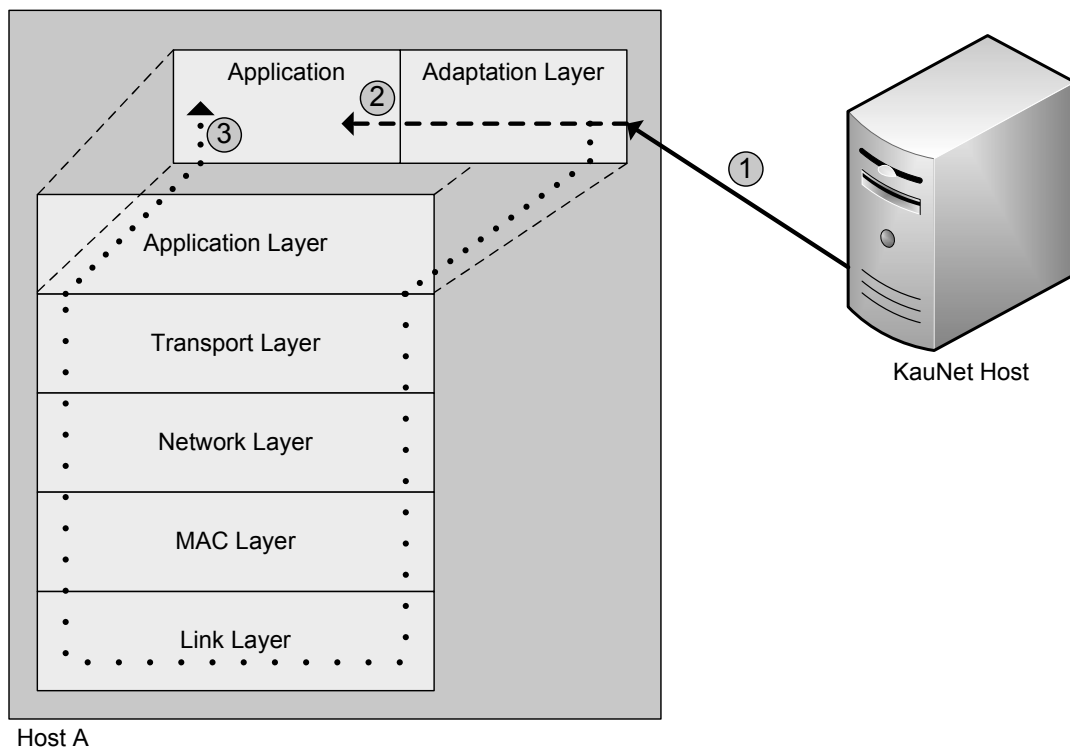 Application
Adaptation Layer
2
3
1
Application Layer
Transport Layer
Network Layer
MAC Layer
Link Layer
KauNet Host
Host A